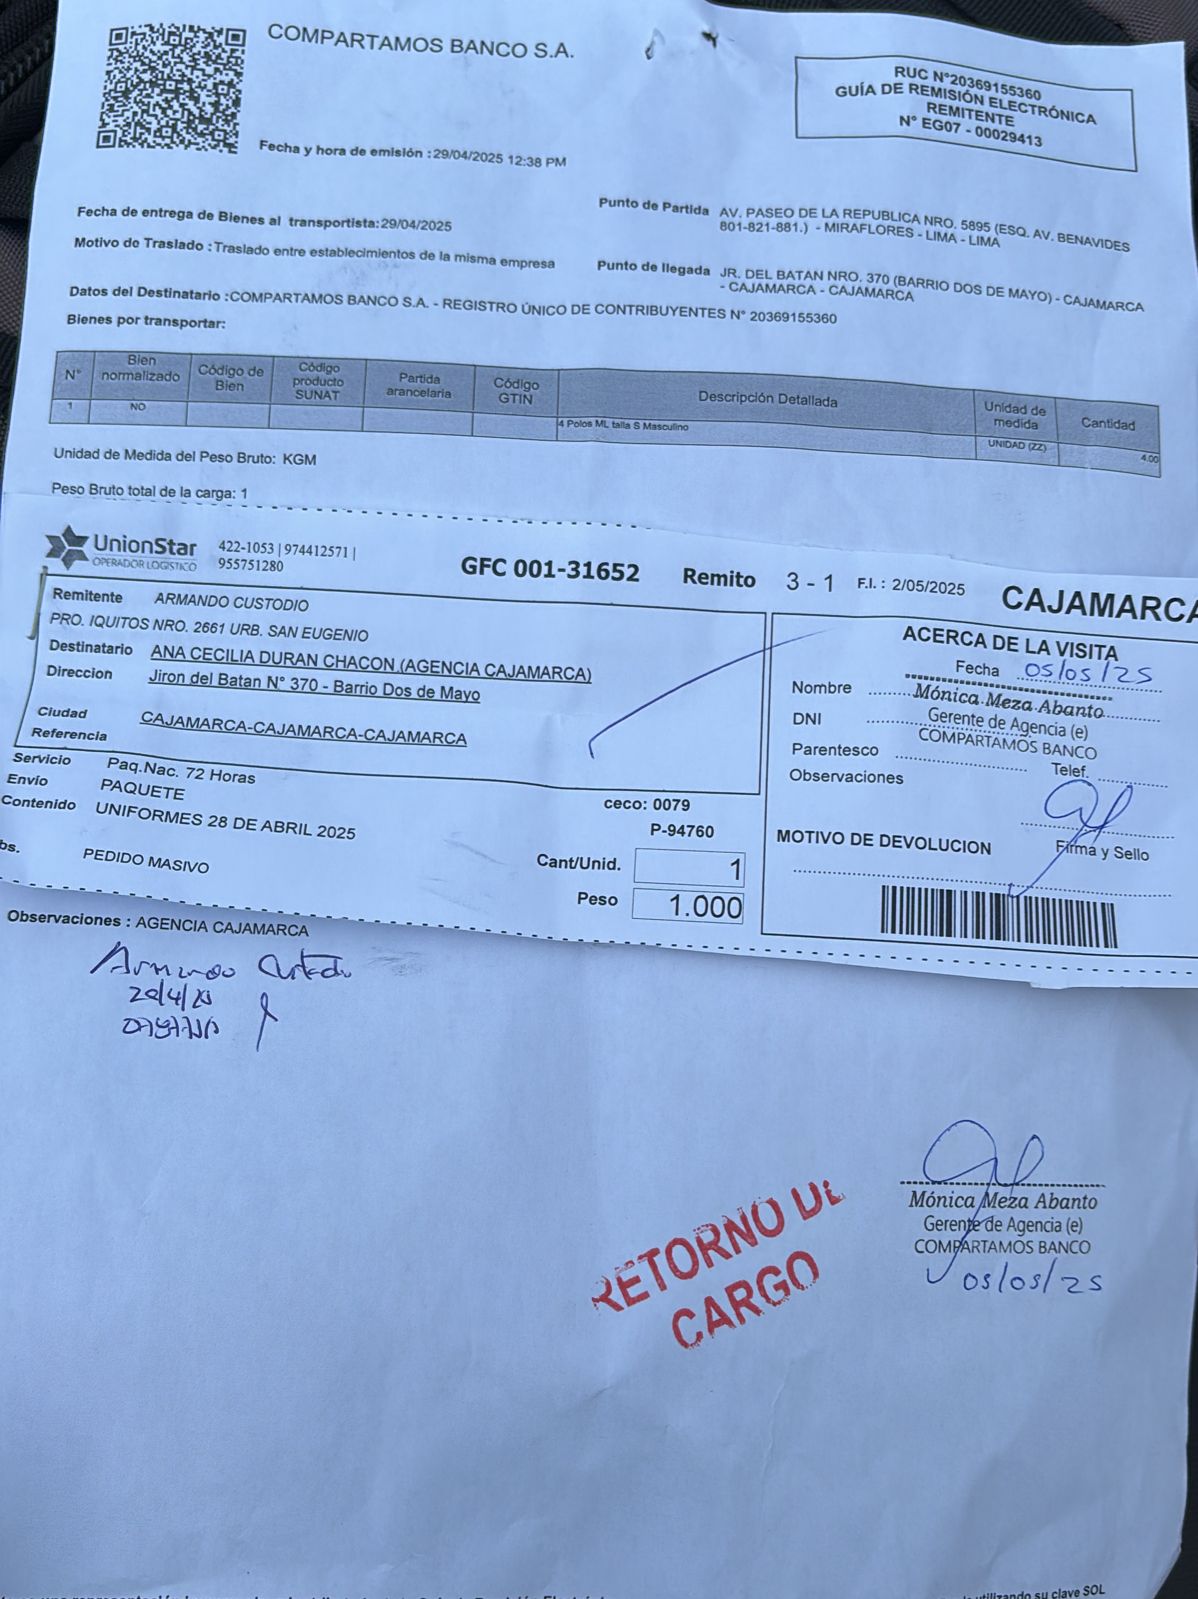 COMPARTAMOS BANCO S.A.
RUC N°20369155360
GUÍA DE REMISIÓN ELECTRÓNICA
REMITENTE
N° EG07 - 00029413
Fecha y hora de emisión :29/04/2025 12:38 PM
Fecha de entrega de Bienes al transportista:29/04/2025
Motivo de Traslado :Traslado entre establecimientos de la misma empresa
Punto de Partida AV. PASEO DE LA REPUBLICA NRO. 5895 (ESQ. AV. BENAVIDES
801-821-881.) - MIRAFLORES - LIMA - LIMA
Punto de llegada JR. DEL BATAN NRO. 370 (BARRIO DOS DE MAYO) - CAJAMARCA
- CAJAMARCA - CAJAMARCA
Datos del Destinatario :COMPARTAMOS BANCO S.A. - REGISTRO ÚNICO DE CONTRIBUYENTES N° 20369155360
Bienes por transportar:
N° Bien normalizado Código de Bien Código producto SUNAT Partida arancelaria Código GTIN Descripción Detallada Unidad de medida Cantidad
1 NO 4 Polos ML talla S Masculino UNIDAD (ZZ) 4.00
Unidad de Medida del Peso Bruto: KGM
Peso Bruto total de la carga: 1
UnionStar
OPERADOR LOGÍSTICO
422-1053 | 974412571 |
955751280
GFC 001-31652 Remito 3 - 1 F.I. : 2/05/2025 CAJAMARCA
Remitente ARMANDO CUSTODIO
PRO. IQUITOS NRO. 2661 URB. SAN EUGENIO
Destinatario ANA CECILIA DURAN CHACON.(AGENCIA CAJAMARCA)
Direccion Jiron del Batan N° 370 - Barrio Dos de Mayo
Ciudad CAJAMARCA-CAJAMARCA-CAJAMARCA
Referencia
Servicio Paq.Nac. 72 Horas
Envio PAQUETE
Contenido UNIFORMES 28 DE ABRIL 2025
bs. PEDIDO MASIVO
ceco: 0079
P-94760
Cant/Unid. 1
Peso 1.000
ACERCA DE LA VISITA
Fecha 05/05/25
Nombre Mónica Meza Abanto
Gerente de Agencia (e)
DNI COMPARTAMOS BANCO
Parentesco Telef.
Observaciones
Firma y Sello
MOTIVO DE DEVOLUCION
Observaciones : AGENCIA CAJAMARCA
Armando Custodio
RETORNO DE
CARGO
Mónica Meza Abanto
Gerente de Agencia (e)
COMPARTAMOS BANCO
05/05/25
utilizando su clave SOL